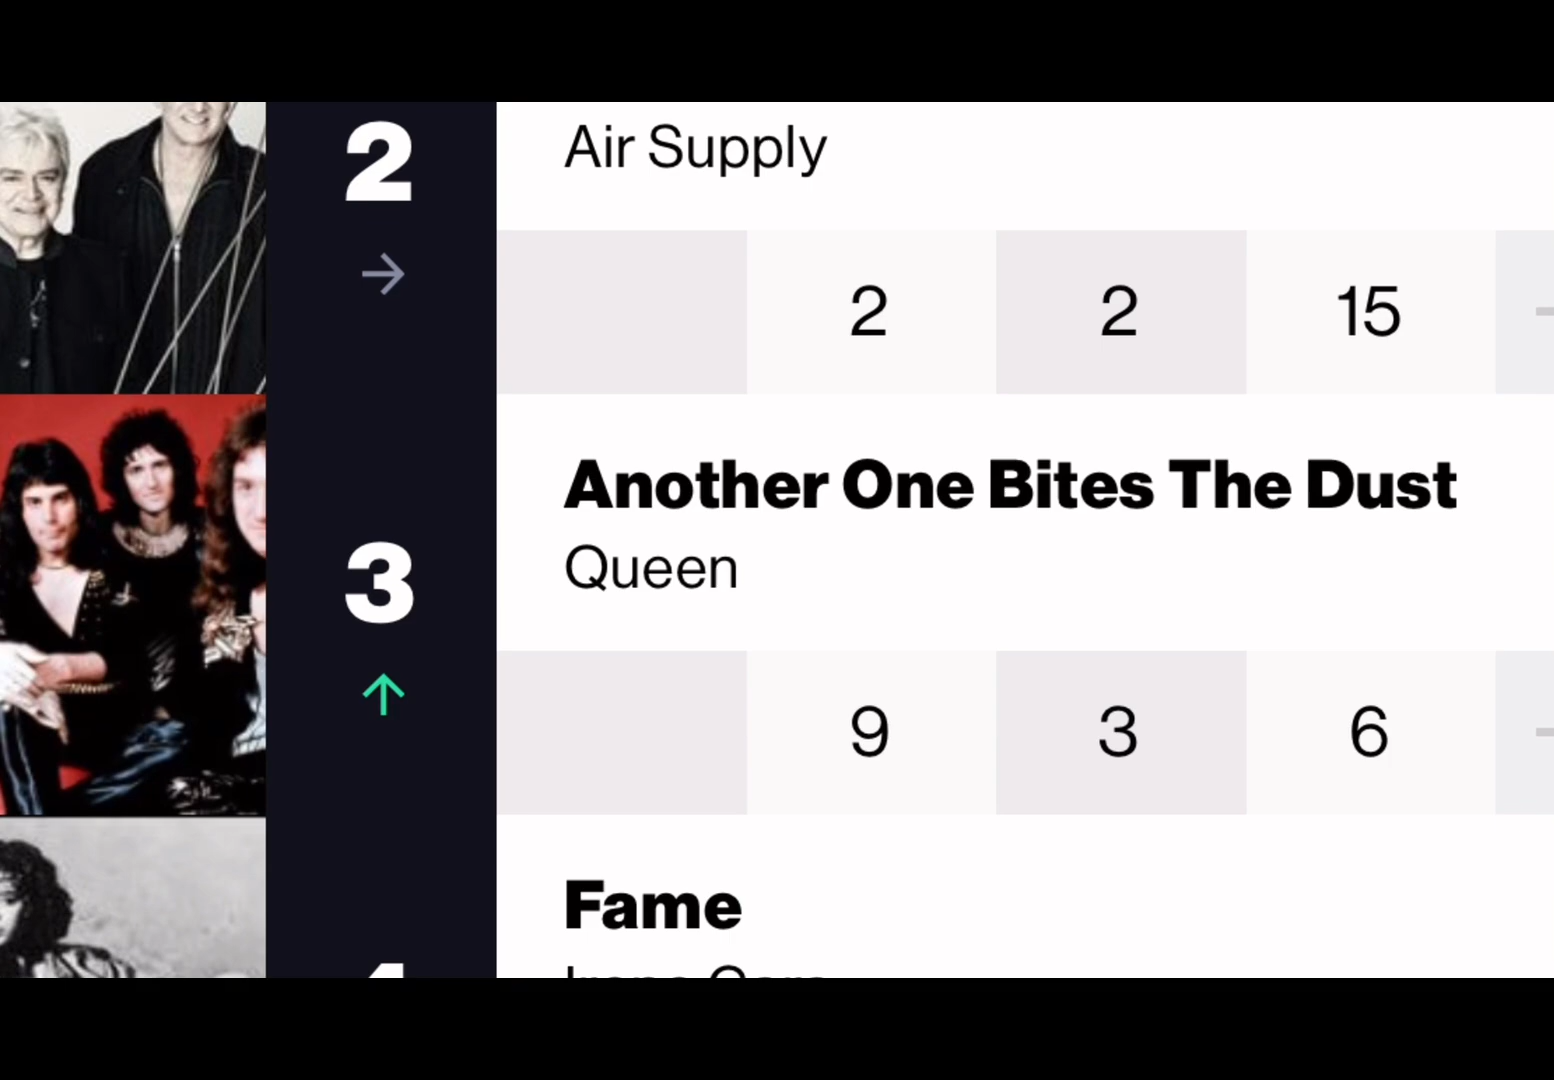 2
Air Supply
2 2 15
3
Another One Bites The Dust
Queen
9 3 6
Fame